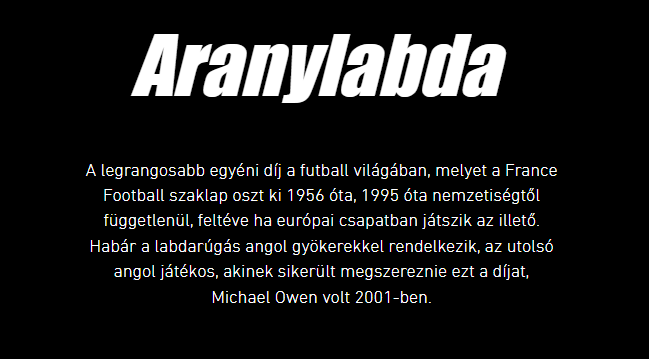 Aranylabda
A legrangosabb egyéni díj a futball világában, melyet a France
Football szaklap oszt ki 1956 óta, 1995 óta nemzetiségtől
függetlenül, feltéve ha európai csapatban játszik az illető.
Habár a labdarúgás angol gyökerekkel rendelkezik, az utolsó
angol játékos, akinek sikerült megszereznie ezt a díjat,
Michael Owen volt 2001-ben.